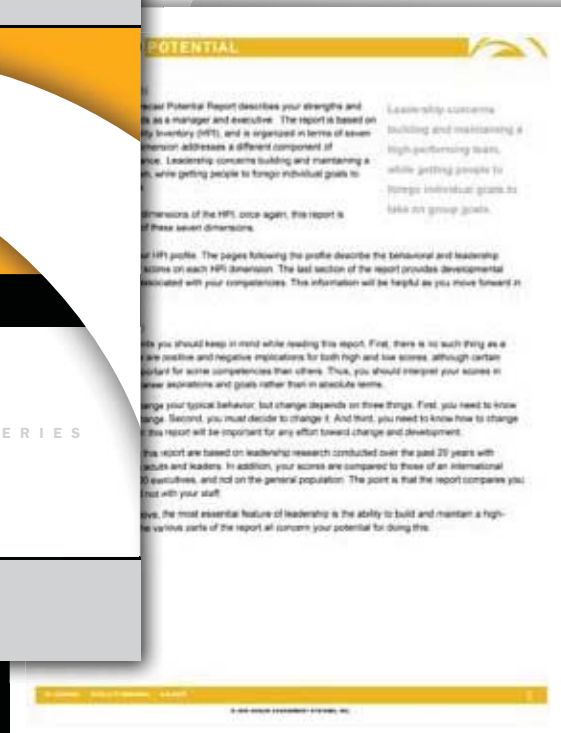 POTENTIAL
Forecast Potential Report describes your strengths and
as a manager and executive. The report is based on
Inventory (HPI), and is organized in terms of seven
dimension addresses a different component of
Leadership concerns building and maintaining a
while getting people to forego individual goals to
Leadership concerns
building and maintaining a
high-performing team,
while getting people to
forego individual goals to
take on group goals.
dimensions of the HPI, once again, this report is
of these seven dimensions.
HPI profile. The pages following the profile describe the behavioral and leadership
scores on each HPI dimension. The last section of the report provides developmental
associated with your competencies. This information will be helpful as you move forward in
you should keep in mind while reading this report. First, there is no such thing as a
are positive and negative implications for both high and low scores, although certain
important for some competencies than others. Thus, you should interpret your scores in
career aspirations and goals rather than in absolute terms.
change your typical behavior, but change depends on three things. First, you need to know
change. Second, you must decide to change it. And third, you need to know how to change
this report will be important for any effort toward change and development.
ERIES
this report are based on leadership research conducted over the past 20 years with
adults and leaders. In addition, your scores are compared to those of an international
executives, and not on the general population. The point is that the report compares you
not with your staff.
the most essential feature of leadership is the ability to build and maintain a high-
various parts of the report all concern your potential for doing this.